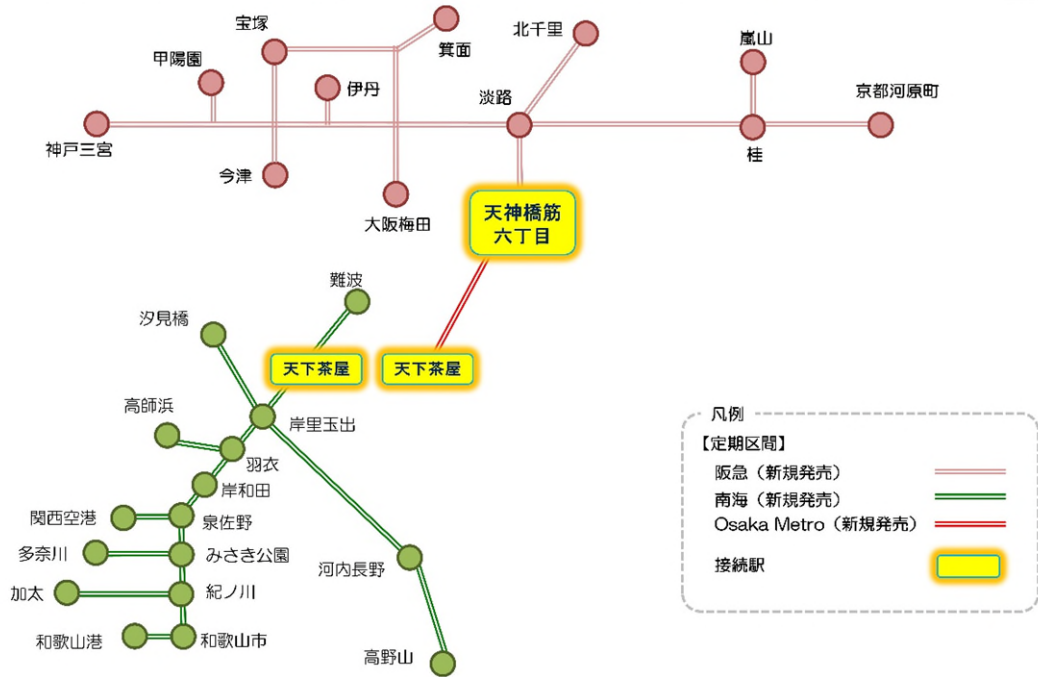 宝塚
箕面
北千里
嵐山
甲陽園
伊丹
淡路
京都河原町
神戸三宮
今津
大阪梅田
桂
天神橋筋
六丁目
難波
汐見橋
天下茶屋
天下茶屋
高師浜
岸里玉出
羽衣
岸和田
関西空港
泉佐野
多奈川
みさき公園
河内長野
加太
紀ノ川
和歌山港
和歌山市
高野山
凡例
【定期区間】
阪急（新規発売）
南海（新規発売）
Osaka Metro（新規発売）
接続駅